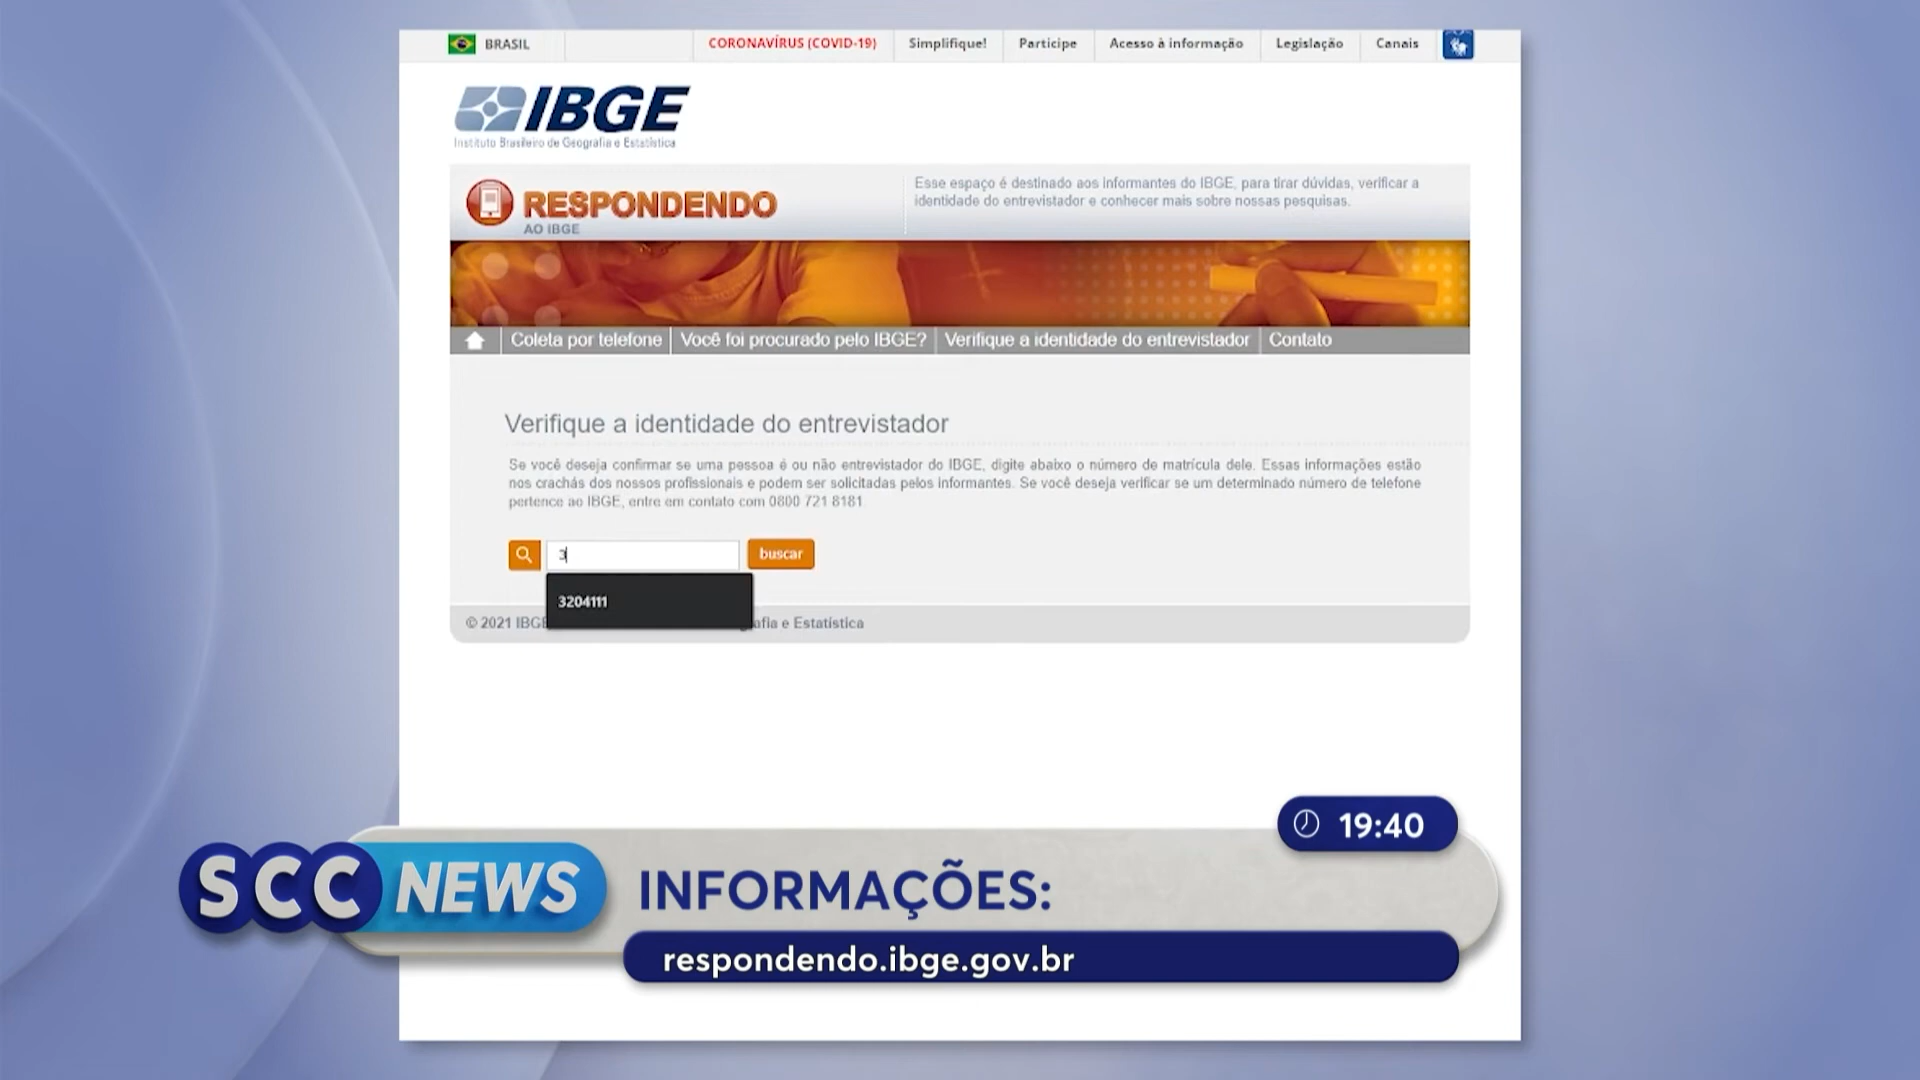 BRASIL
CORONAVÍRUS (COVID-19)
Simplifique!
Participe
Acesso à informação
Legislação
Canais
IBGE
Instituto Brasileiro de Geografia e Estatística
RESPONDENDO
AO IBGE
Esse espaço é destinado aos informantes do IBGE, para tirar dúvidas, verificar a
identidade do entrevistador e conhecer mais sobre nossas pesquisas.
Coleta por telefone
Você foi procurado pelo IBGE?
Verifique a identidade do entrevistador
Contato
Verifique a identidade do entrevistador
Se você deseja confirmar se uma pessoa é ou não entrevistador do IBGE, digite abaixo o número de matrícula dele. Essas informações estão
nos crachás dos nossos profissionais e podem ser solicitadas pelos informantes. Se você deseja verificar se um determinado número de telefone
pertence ao IBGE, entre em contato com 0800 721 8181
3
buscar
3204111
© 2021 IBGE
e Estatística
19:40
SCC NEWS
INFORMAÇÕES:
respondendo.ibge.gov.br